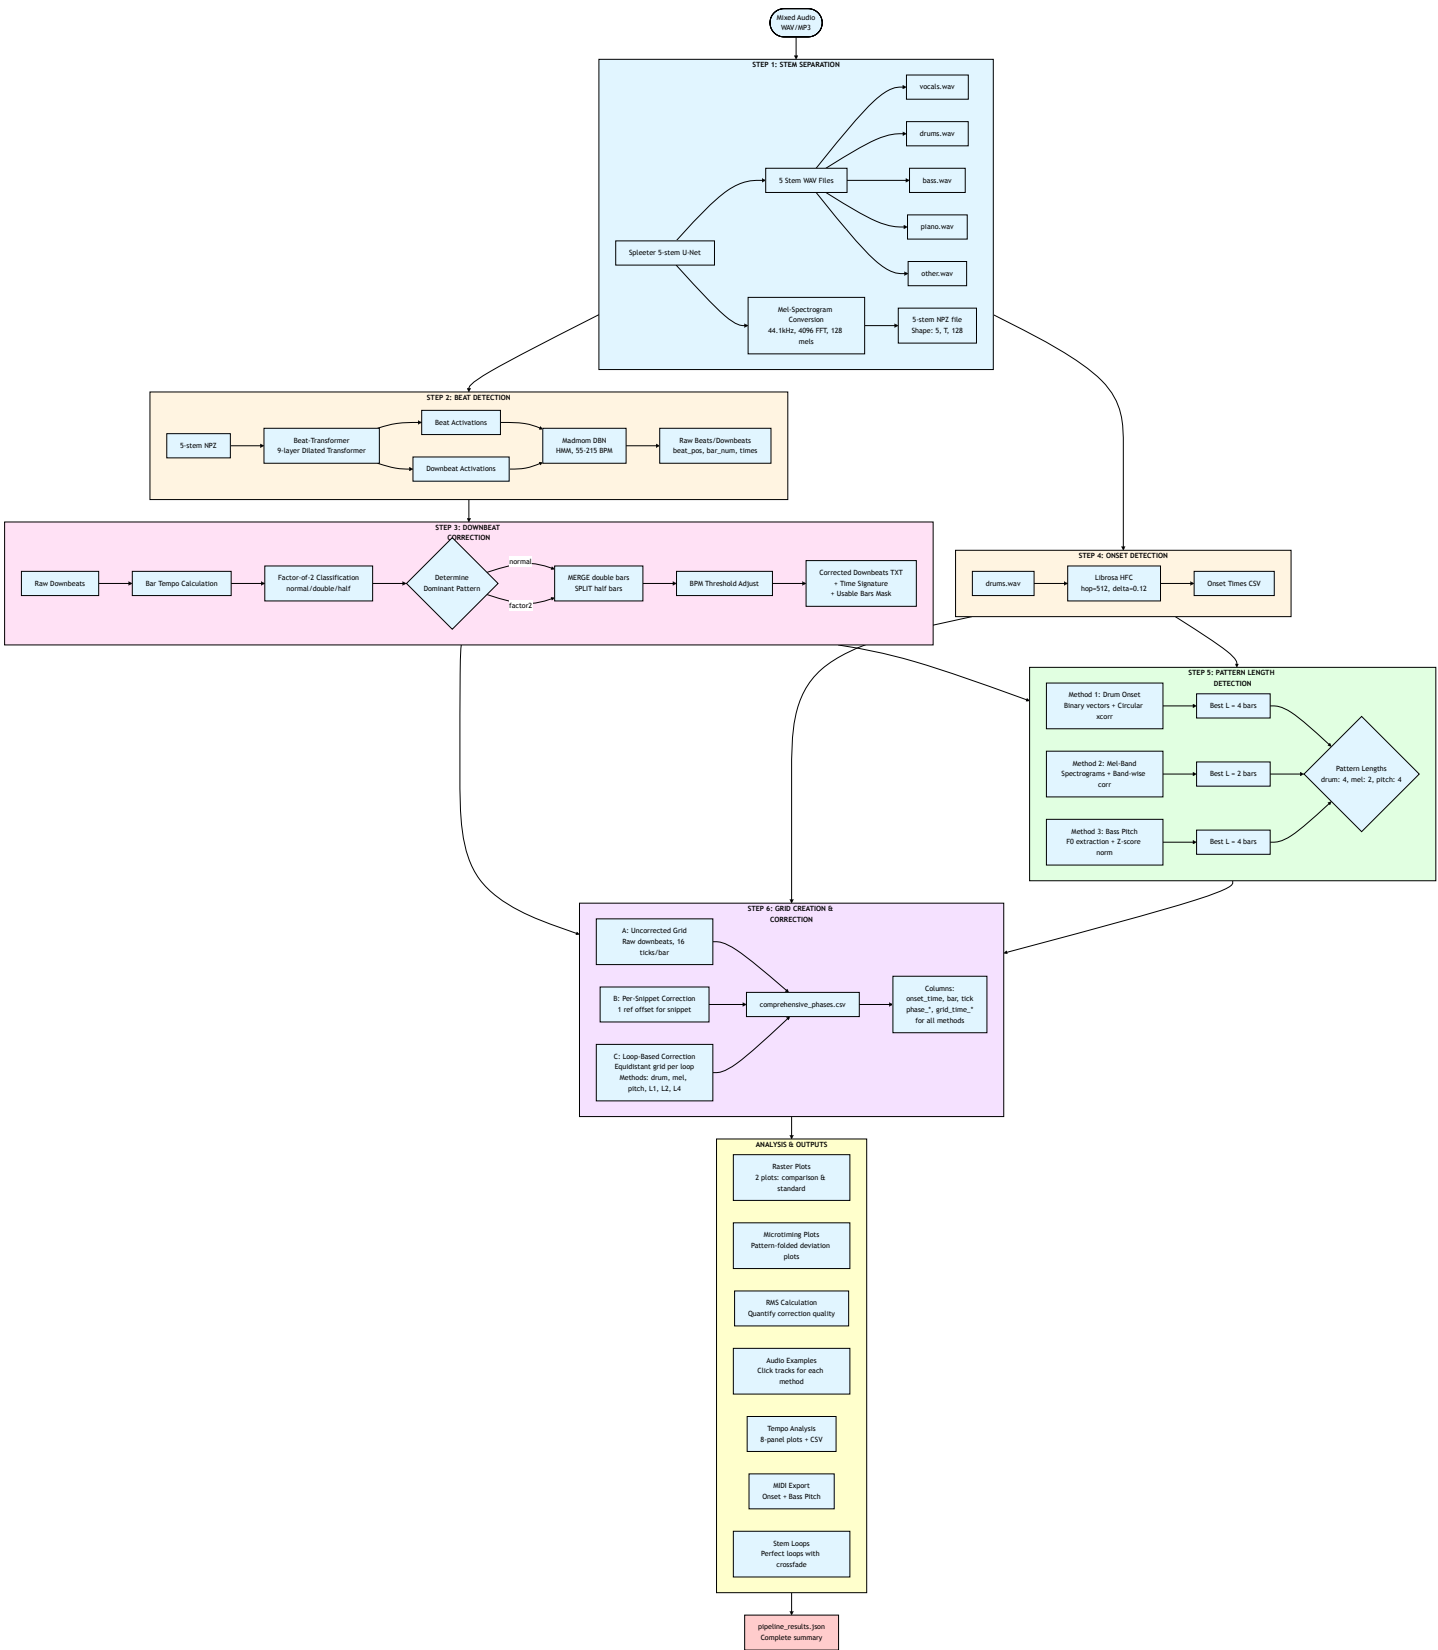 Mixed Audio
WAV/MP3
STEP 1: STEM SEPARATION
vocals.wav
drums.wav
5 Stem WAV Files
bass.wav
piano.wav
Spleeter 5-stem U-Net
other.wav
Mel-Spectrogram
Conversion
44.1kHz, 4096 FFT, 128
mels
5-stem NPZ file
Shape: 5, T, 128
STEP 2: BEAT DETECTION
5-stem NPZ
Beat-Transformer
9-layer Dilated Transformer
Beat Activations
Downbeat Activations
Madmom DBN
HMM, 55-215 BPM
Raw Beats/Downbeats
beat_pos, bar_num, times
STEP 3: DOWNBEAT
CORRECTION
Raw Downbeats
Bar Tempo Calculation
Factor-of-2 Classification
normal/double/half
Determine
Dominant Pattern
normal
factor2
MERGE double bars
SPLIT half bars
BPM Threshold Adjust
Corrected Downbeats TXT
+ Time Signature
+ Usable Bars Mask
STEP 4: ONSET DETECTION
drums.wav
Librosa HFC
hop=512, delta=0.12
Onset Times CSV
STEP 5: PATTERN LENGTH
DETECTION
Method 1: Drum Onset
Binary vectors + Circular
xcorr
Best L = 4 bars
Method 2: Mel-Band
Spectrograms + Band-wise
corr
Best L = 2 bars
Pattern Lengths
drum: 4, mel: 2, pitch: 4
Method 3: Bass Pitch
F0 extraction + Z-score
norm
Best L = 4 bars
STEP 6: GRID CREATION &
CORRECTION
A: Uncorrected Grid
Raw downbeats, 16
ticks/bar
B: Per-Snippet Correction
1 ref offset for snippet
C: Loop-Based Correction
Equidistant grid per loop
Methods: drum, mel,
pitch, L1, L2, L4
comprehensive_phases.csv
Columns:
onset_time, bar, tick
phase_*, grid_time_*
for all methods
ANALYSIS & OUTPUTS
Raster Plots
2 plots: comparison &
standard
Microtiming Plots
Pattern-folded deviation
plots
RMS Calculation
Quantify correction quality
Audio Examples
Click tracks for each
method
Tempo Analysis
8-panel plots + CSV
MIDI Export
Onset + Bass Pitch
Stem Loops
Perfect loops with
crossfade
pipeline_results.json
Complete summary